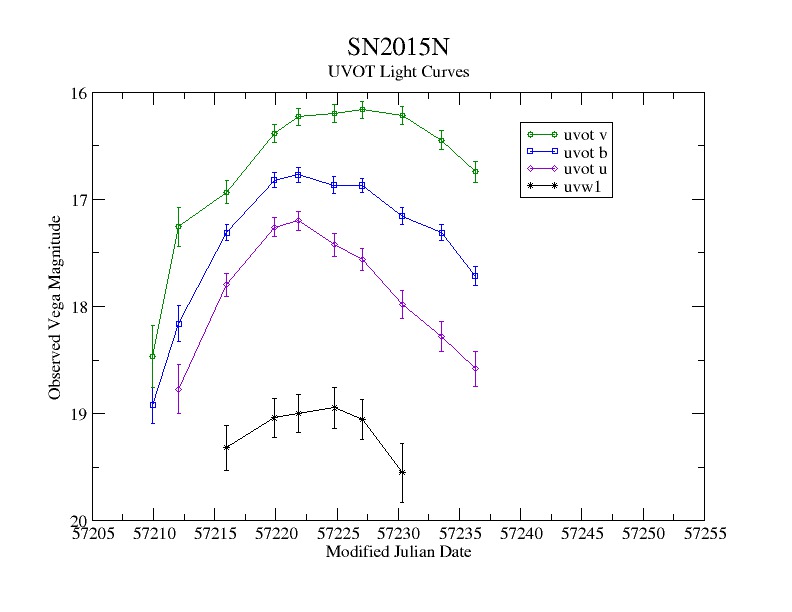 SN2015N
UVOT Light Curves
uvot v
uvot b
uvot u
uvw1
Observed Vega Magnitude
16
17
18
19
20
57205 57210 57215 57220 57225 57230 57235 57240 57245 57250 57255
Modified Julian Date